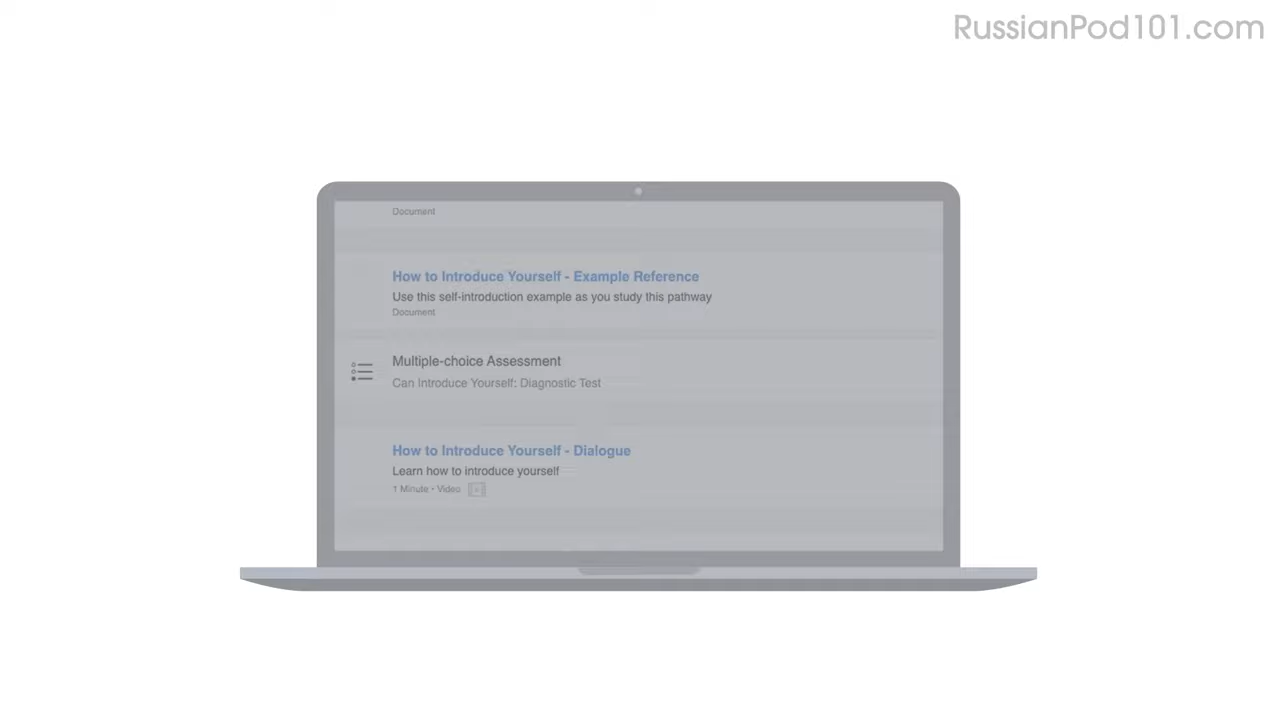 RussianPod101.com
Document
How to Introduce Yourself - Example Reference
Use this self-introduction example as you study this pathway
Document
Multiple-choice Assessment
Can Introduce Yourself: Diagnostic Test
How to Introduce Yourself - Dialogue
Learn how to introduce yourself
1 Minute • Video